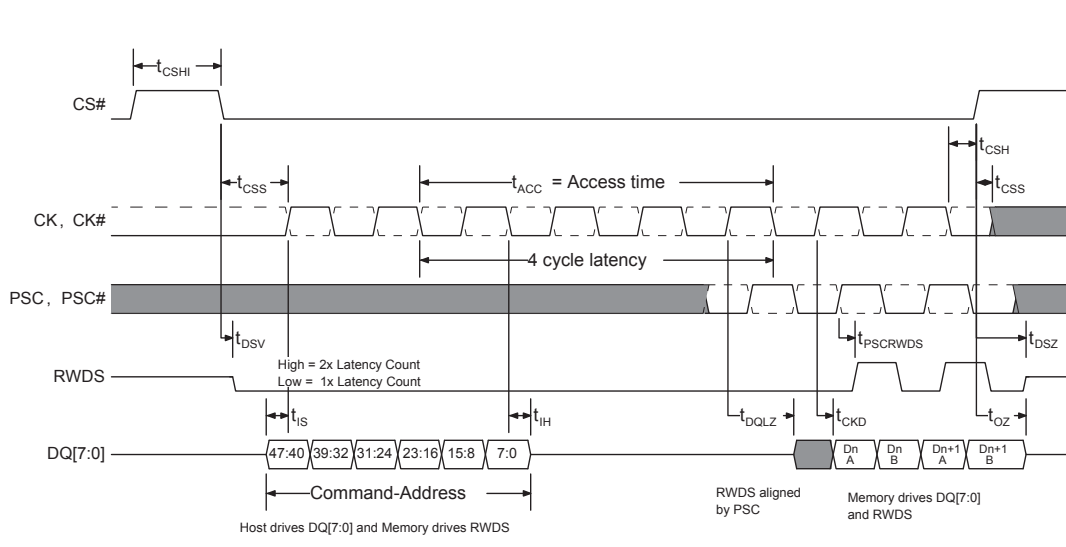 tCSHI
CS#
tCSH
tCSS
tACC = Access time
tCSS
CK, CK#
4 cycle latency
PSC, PSC#
tDSV
tPSCRWDS
tDSZ
High = 2x Latency Count
Low = 1x Latency Count
RWDS
tIS
tIH
tDQLZ
tCKD
tOZ
DQ[7:0]
47:40 39:32 31:24 23:16 15:8 7:0
Dn A
Dn B
Dn+1 A
Dn+1 B
Command-Address
RWDS aligned
by PSC
Memory drives DQ[7:0]
and RWDS
Host drives DQ[7:0] and Memory drives RWDS